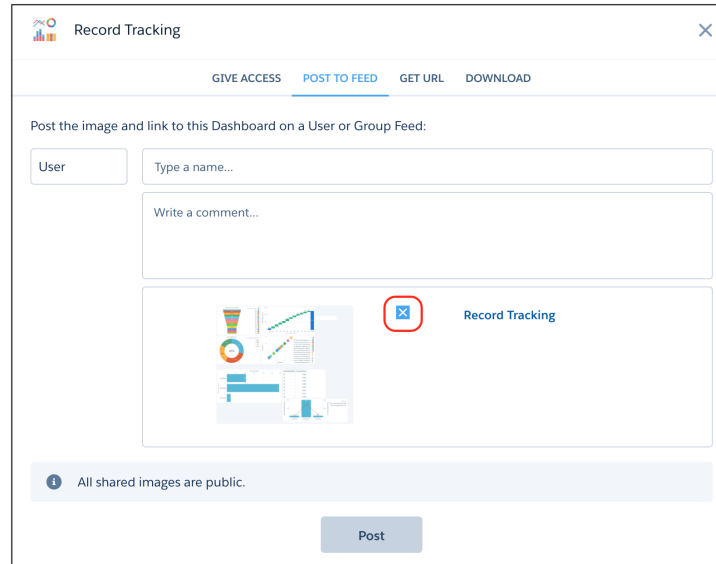 Record Tracking
GIVE ACCESS POST TO FEED GET URL DOWNLOAD
Post the image and link to this Dashboard on a User or Group Feed:
User
Type a name...
Write a comment...
Record Tracking
All shared images are public.
Post